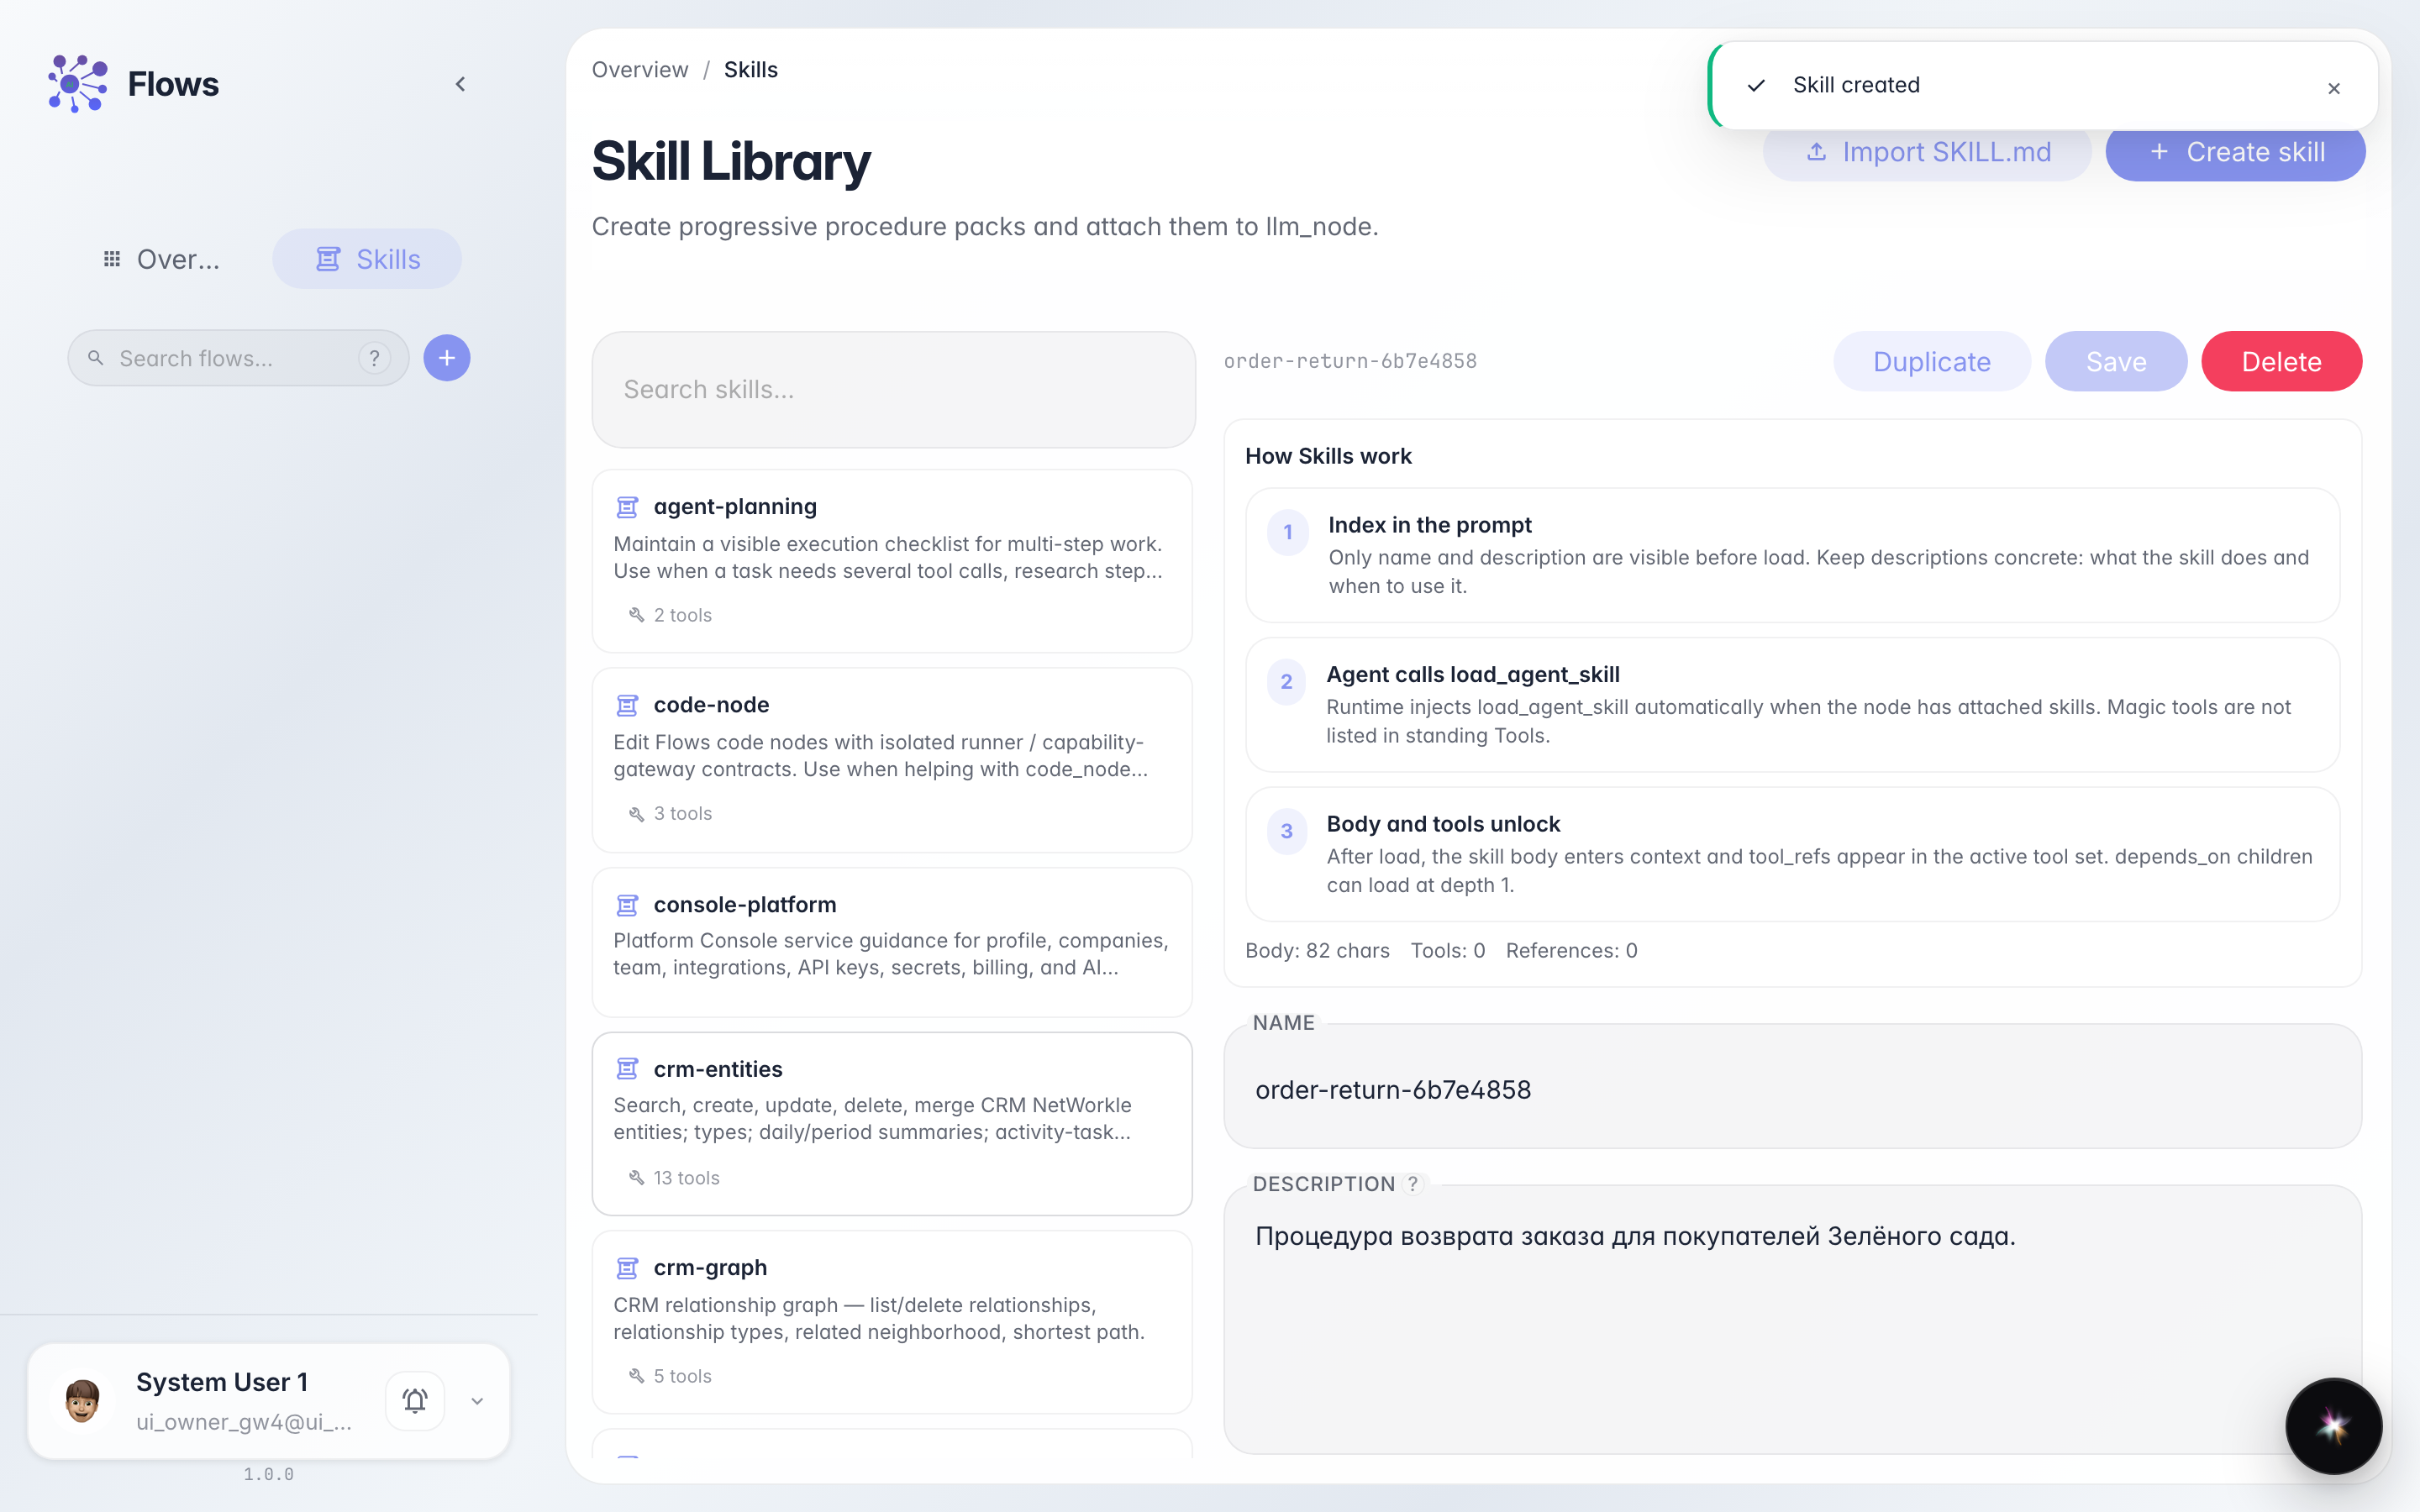 Flows
Over...
Skills
Search flows...
?
System User 1
ui_owner_gw4@ui_...
1.0.0
Overview / Skills
Skill created
Skill Library
Import SKILL.md
Create skill
Create progressive procedure packs and attach them to llm_node.
Search skills...
agent-planning
Maintain a visible execution checklist for multi-step work.
Use when a task needs several tool calls, research step...
2 tools
code-node
Edit Flows code nodes with isolated runner / capability-
gateway contracts. Use when helping with code_node...
3 tools
console-platform
Platform Console service guidance for profile, companies,
team, integrations, API keys, secrets, billing, and AI...
crm-entities
Search, create, update, delete, merge CRM NetWorkle
entities; types; daily/period summaries; activity-task...
13 tools
crm-graph
CRM relationship graph — list/delete relationships,
relationship types, related neighborhood, shortest path.
5 tools
order-return-6b7e4858
Duplicate
Save
Delete
How Skills work
1
Index in the prompt
Only name and description are visible before load. Keep descriptions concrete: what the skill does and
when to use it.
2
Agent calls load_agent_skill
Runtime injects load_agent_skill automatically when the node has attached skills. Magic tools are not
listed in standing Tools.
3
Body and tools unlock
After load, the skill body enters context and tool_refs appear in the active tool set. depends_on children
can load at depth 1.
Body: 82 chars Tools: 0 References: 0
NAME
order-return-6b7e4858
DESCRIPTION ?
Процедура возврата заказа для покупателей Зелёного сада.